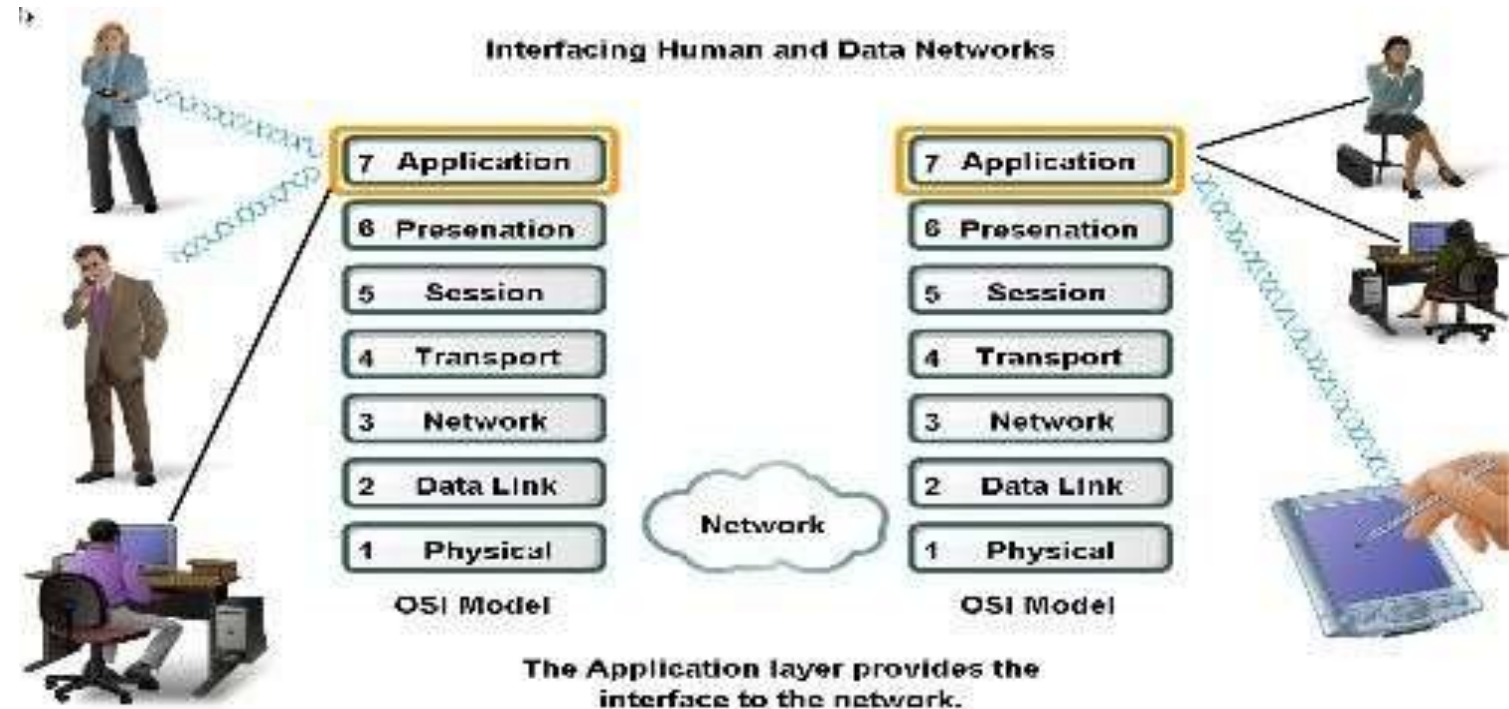 Interfacing Human and Data Networks
7 Application
6 Presenation
5 Session
4 Transport
3 Network
2 Data Link
1 Physical
OSI Model
Network
7 Application
6 Presenation
5 Session
4 Transport
3 Network
2 Data Link
1 Physical
OSI Model
The Application layer provides the
interface to the network.